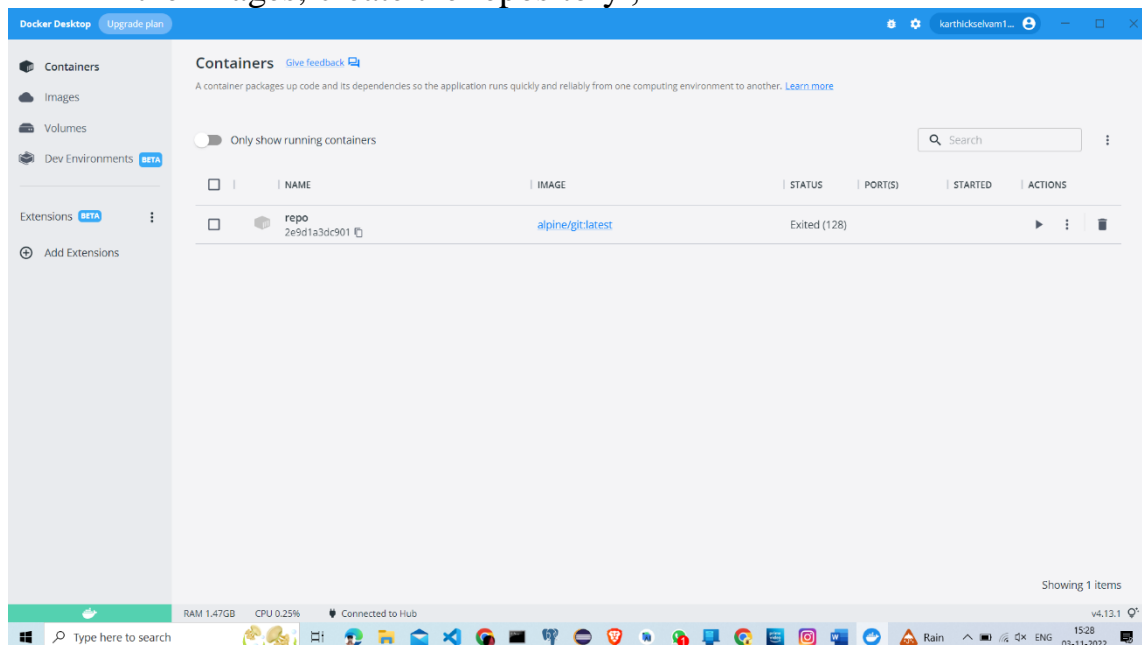 Docker Desktop Upgrade plan karthickselvam1...
Containers
Images
Volumes
Dev Environments BETA
Extensions BETA
Add Extensions
Containers Give feedback
A container packages up code and its dependencies so the application runs quickly and reliably from one computing environment to another. Learn more
Only show running containers
Search
NAME IMAGE STATUS PORT(S) STARTED ACTIONS
repo alpine/git:latest Exited (128)
2e9d1a3dc901
Showing 1 items
RAM 1.47GB CPU 0.25% Connected to Hub v4.13.1
Type here to search Rain ENG 15:28
03-11-2022